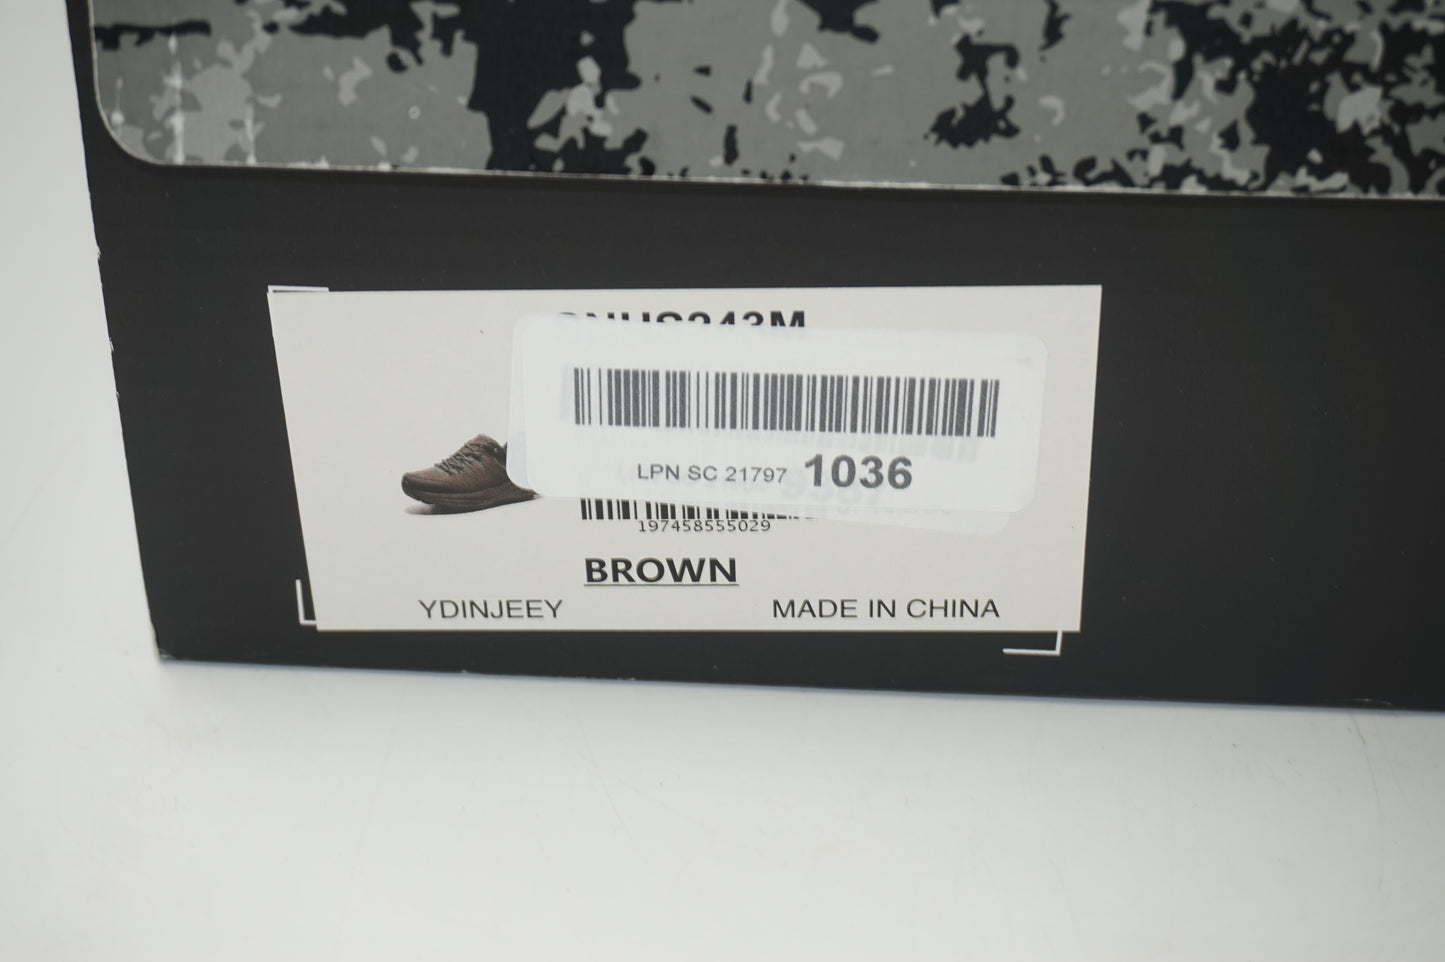 LPN SC 21797 1036
197458555029
BROWN
YDINJEEY MADE IN CHINA